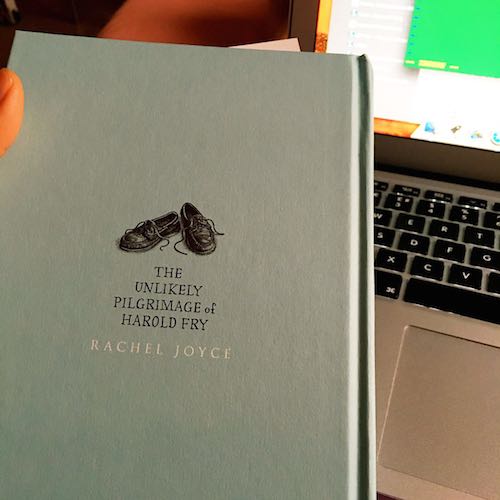 THE
UNLIKELY
PILGRIMAGE of
HAROLD FRY
RACHEL JOYCE
E R T
S D F
X C V
⌘